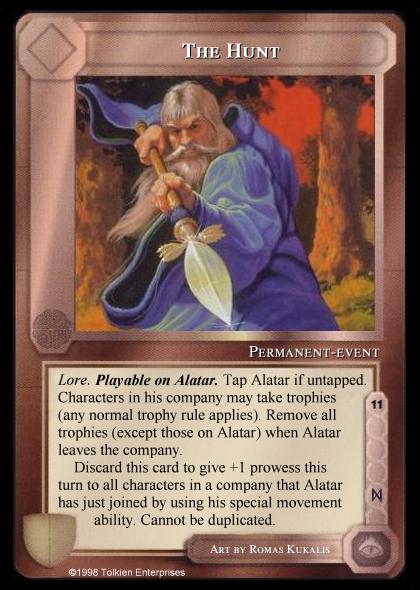 The Hunt
Permanent-event
Lore. Playable on Alatar. Tap Alatar if untapped.
Characters in his company may take trophies
(any normal trophy rule applies). Remove all
trophies (except those on Alatar) when Alatar
leaves the company.
Discard this card to give +1 prowess this
turn to all characters in a company that Alatar
has just joined by using his special movement
ability. Cannot be duplicated.
11
Art by Romas Kukalis
©1998 Tolkien Enterprises